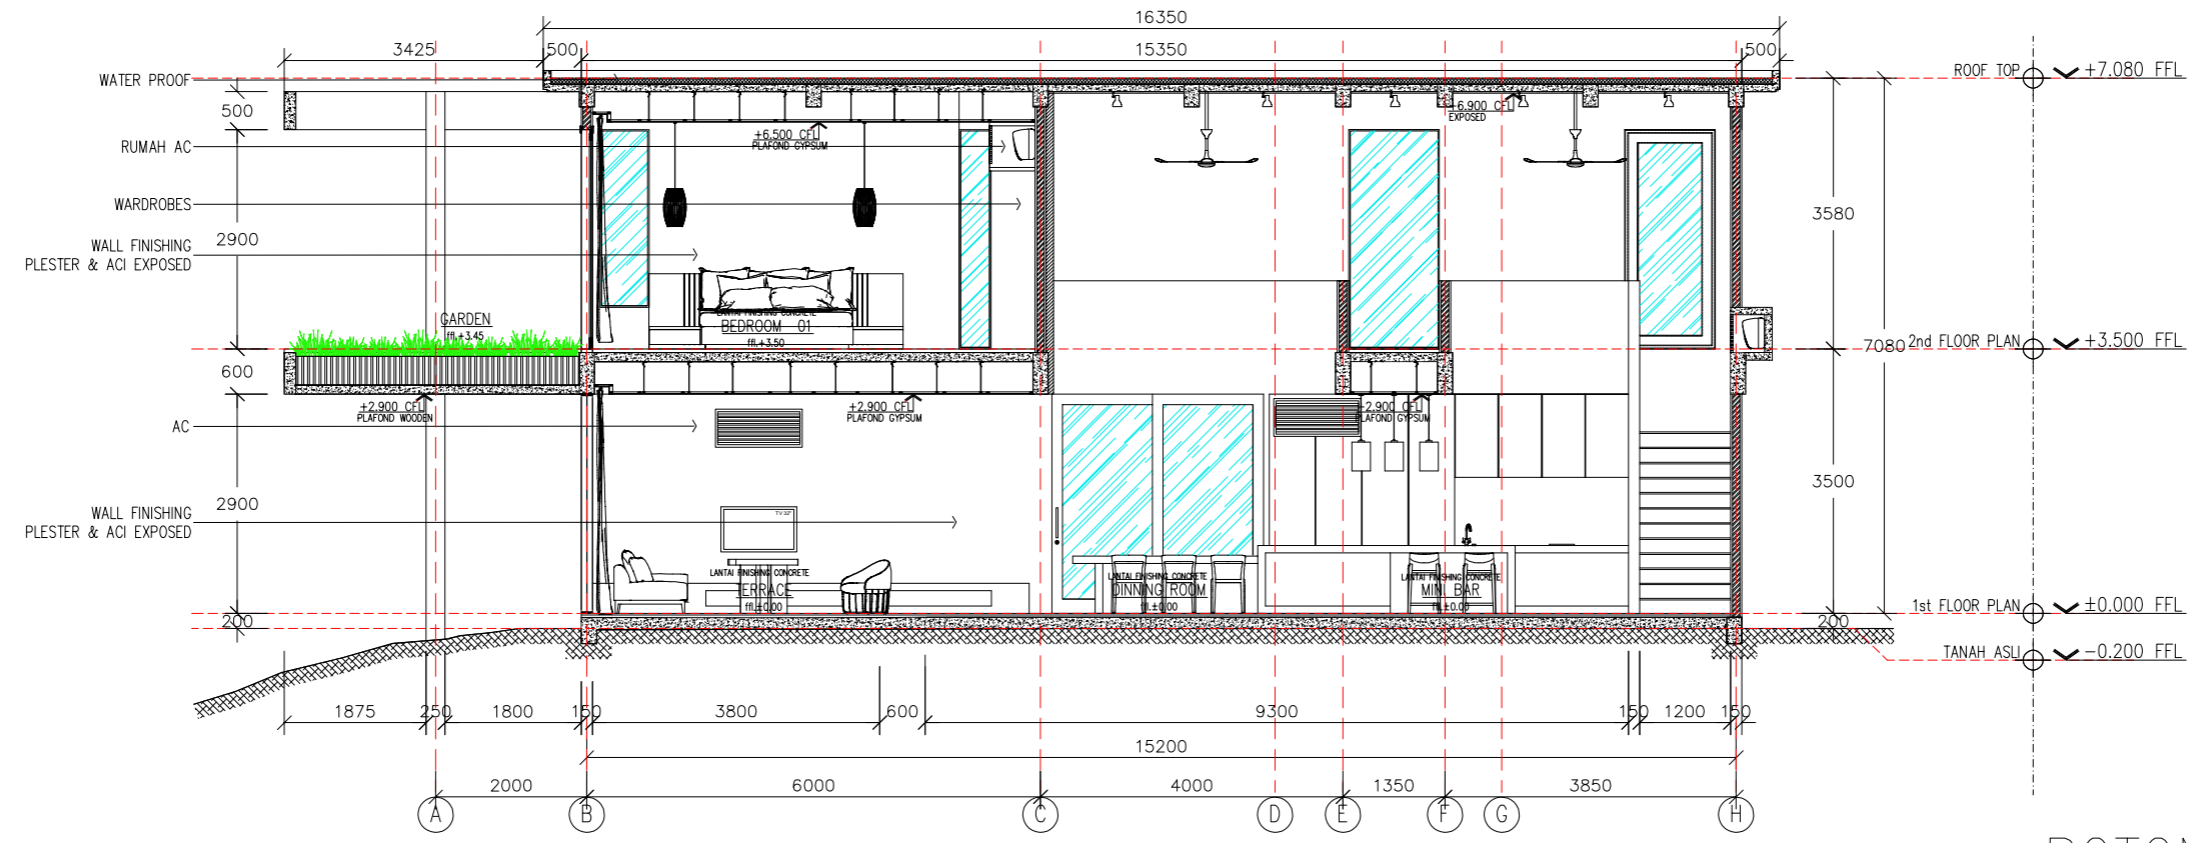 16350
3425
500
15350
500
WATER PROOF
ROOF TOP
+7.080 FFL
500
+6.900 CFL
EXPOSED
+6.500 CFL
PLAFOND GYPSUM
RUMAH AC
WARDROBES
3580
WALL FINISHING
PLESTER & ACI EXPOSED
2900
GARDEN
ffl.+3.45
LANTAI FINISHING CONCRETE
BEDROOM 01
ffl.+3.50
7080
2nd FLOOR PLAN
+3.500 FFL
600
+2.900 CFL
PLAFOND WOODEN
+2.900 CFL
PLAFOND GYPSUM
+2.900 CFL
PLAFOND GYPSUM
AC
3500
2900
WALL FINISHING
PLESTER & ACI EXPOSED
TV 32"
LANTAI FINISHING CONCRETE
TERRACE
ffl.±0.00
LANTAI FINISHING CONCRETE
DINNING ROOM
ffl.±0.00
LANTAI FINISHING CONCRETE
MINI BAR
ffl.±0.00
1st FLOOR PLAN
±0.000 FFL
200
200
TANAH ASLI
-0.200 FFL
1875
250
1800
150
3800
600
9300
150
1200
150
15200
2000
6000
4000
1350
3850
A
B
C
D
E
F
G
H